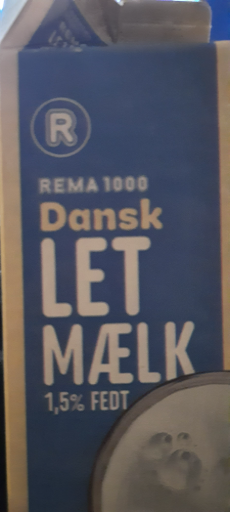 R
REMA 1000
Dansk
LET
MÆLK
1,5% FEDT